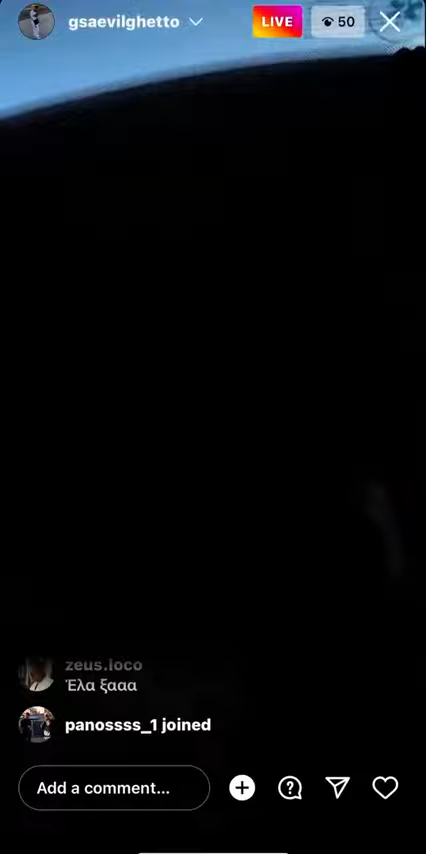 gsaevilghetto
LIVE
50
zeus.loco
Έλα ξααα
panossss_1 joined
Add a comment...